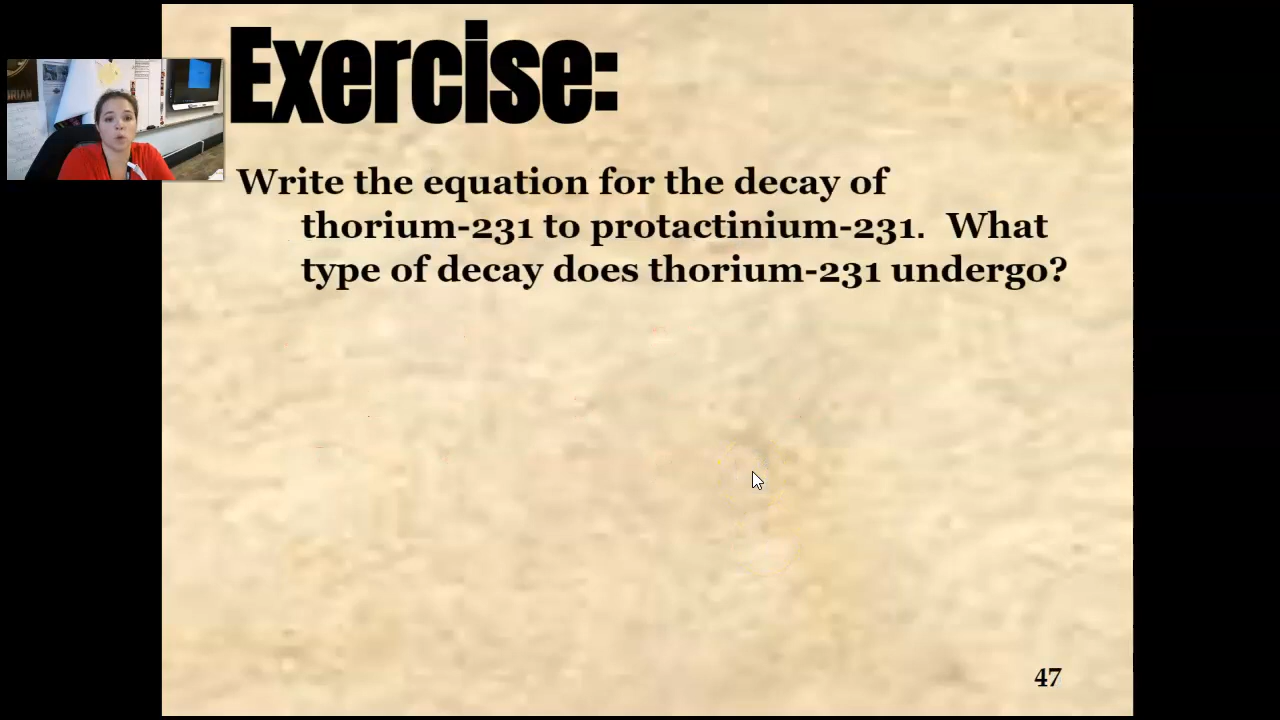 Exercise:
Write the equation for the decay of
thorium-231 to protactinium-231. What
type of decay does thorium-231 undergo?
47